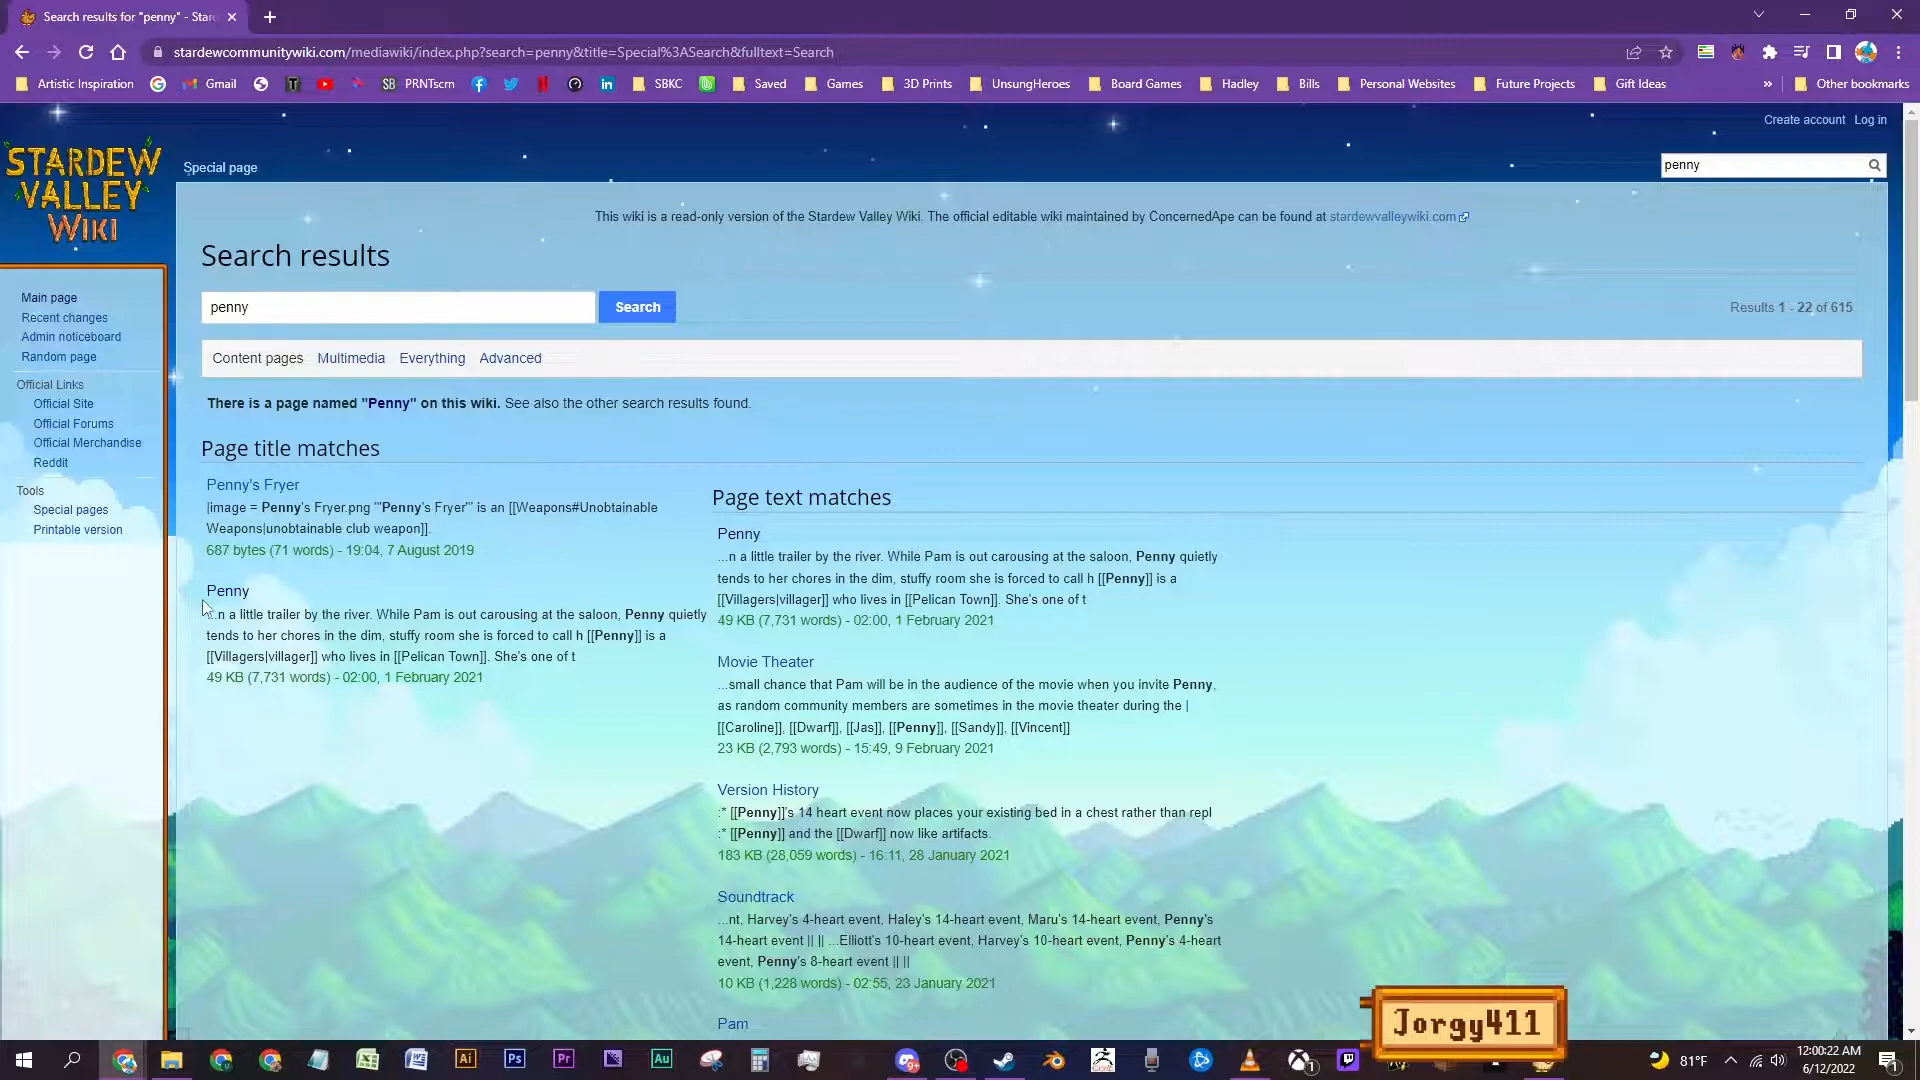 Search results for "penny" - Stard
stardewcommunitywiki.com/mediawiki/index.php?search=penny&title=Special%3ASearch&fulltext=Search
Artistic Inspiration
Gmail
SB PRNTscrn
SBKC
Saved
Games
3D Prints
UnsungHeroes
Board Games
Hadley
Bills
Personal Websites
Future Projects
Gift Ideas
Other bookmarks
Create account Log in
STARDEW
VALLEY
WIKI
Special page
penny
This wiki is a read-only version of the Stardew Valley Wiki. The official editable wiki maintained by ConcernedApe can be found at stardewvalleywiki.com
Search results
penny
Search
Results 1 - 22 of 615
Content pages Multimedia Everything Advanced
There is a page named "Penny" on this wiki. See also the other search results found.
Main page
Recent changes
Admin noticeboard
Random page
Official Links
Official Site
Official Forums
Official Merchandise
Reddit
Tools
Special pages
Printable version
Page title matches
Penny's Fryer
|image = Penny's Fryer.png '''Penny's Fryer''' is an [[Weapons#Unobtainable
Weapons|unobtainable club weapon]].
687 bytes (71 words) - 19:04, 7 August 2019
Penny
...n a little trailer by the river. While Pam is out carousing at the saloon, Penny quietly
tends to her chores in the dim, stuffy room she is forced to call h [[Penny]] is a
[[Villagers|villager]] who lives in [[Pelican Town]]. She's one of t
49 KB (7,731 words) - 02:00, 1 February 2021
Page text matches
Penny
...n a little trailer by the river. While Pam is out carousing at the saloon, Penny quietly
tends to her chores in the dim, stuffy room she is forced to call h [[Penny]] is a
[[Villagers|villager]] who lives in [[Pelican Town]]. She's one of t
49 KB (7,731 words) - 02:00, 1 February 2021
Movie Theater
...small chance that Pam will be in the audience of the movie when you invite Penny,
as random community members are sometimes in the movie theater during the |
[[Caroline]], [[Dwarf]], [[Jas]], [[Penny]], [[Sandy]], [[Vincent]]
23 KB (2,793 words) - 15:49, 9 February 2021
Version History
:* [[Penny]]'s 14 heart event now places your existing bed in a chest rather than repl
:* [[Penny]] and the [[Dwarf]] now like artifacts.
183 KB (28,059 words) - 16:11, 28 January 2021
Soundtrack
...nt, Harvey's 4-heart event, Haley's 14-heart event, Maru's 14-heart event, Penny's
14-heart event || || ...Elliott's 10-heart event, Harvey's 10-heart event, Penny's 4-heart
event, Penny's 8-heart event || ||
10 KB (1,228 words) - 02:55, 23 January 2021
Pam
Jorgy411
Ai
Ps
Pr
Au
81°F
12:00:22 AM
6/12/2022